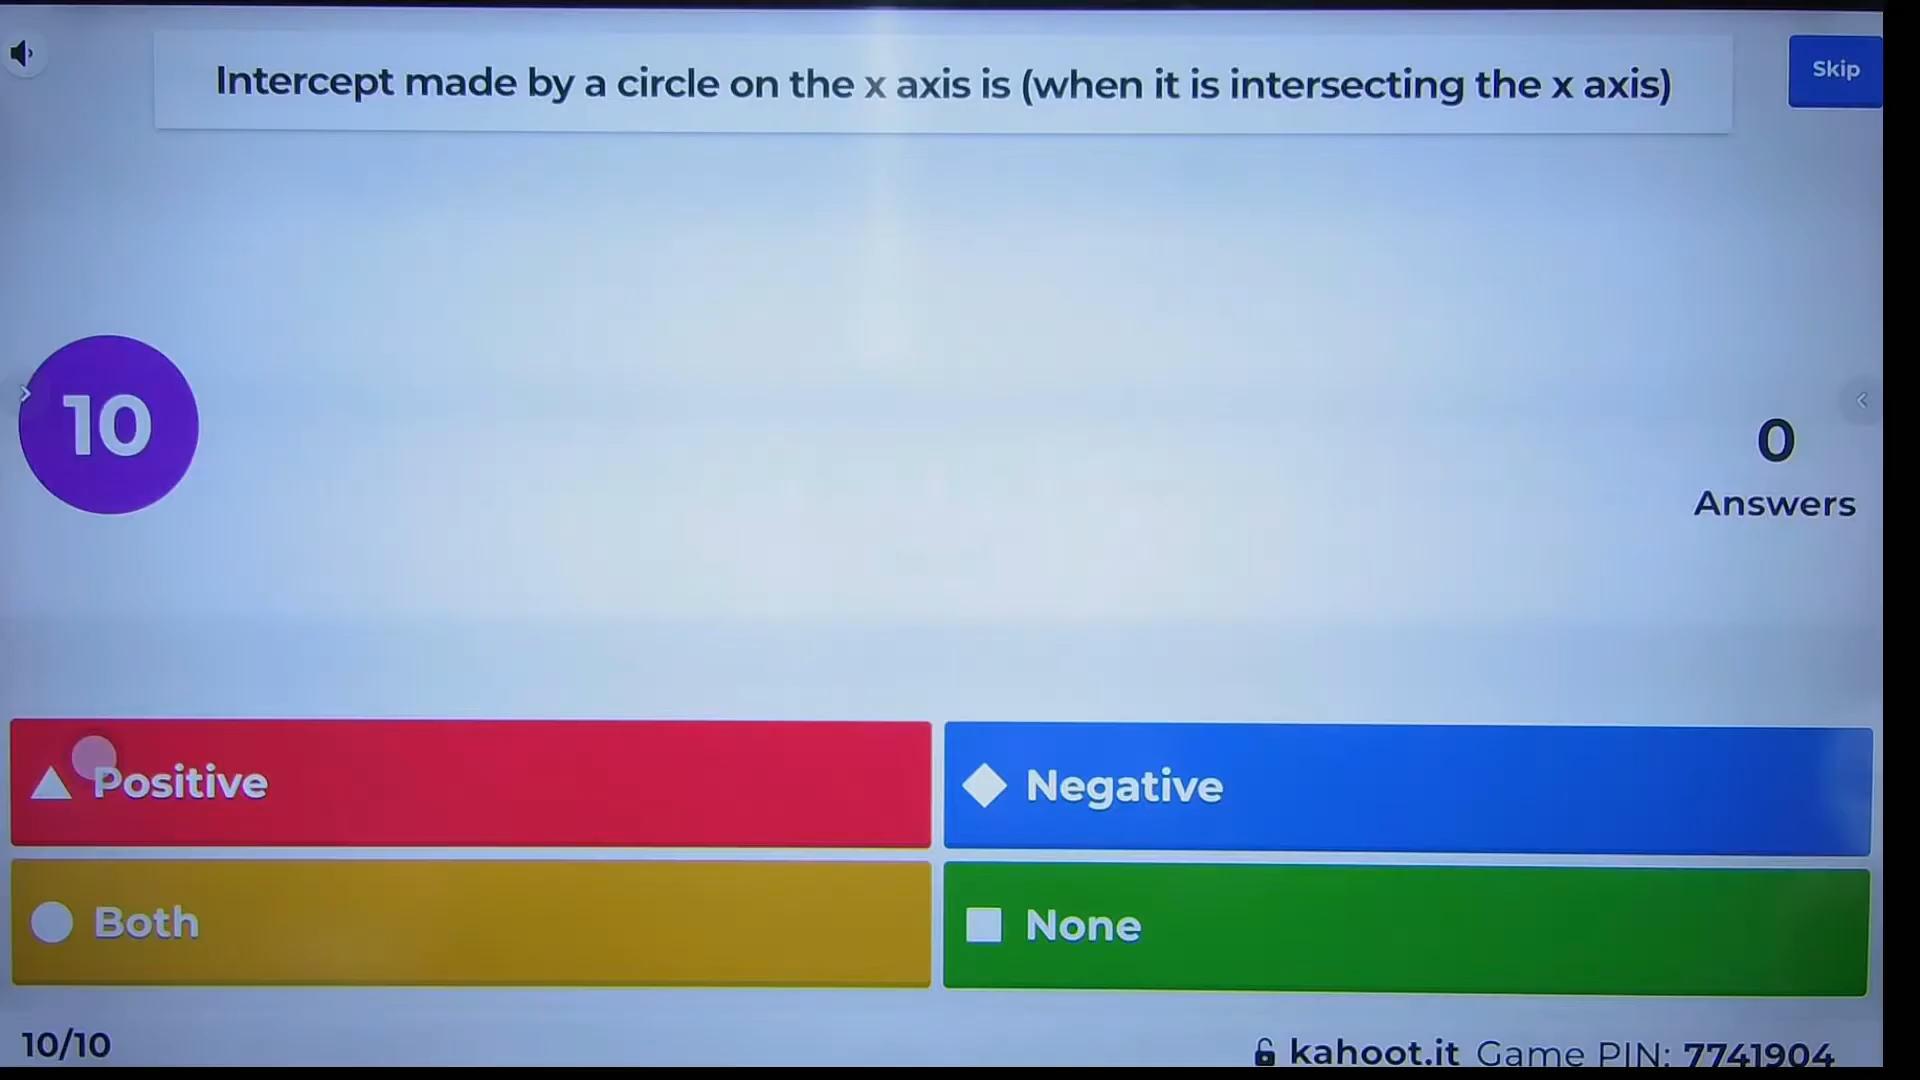 Intercept made by a circle on the x axis is (when it is intersecting the x axis)
Skip
10
0
Answers
Positive
Negative
Both
None
10/10
kahoot.it Game PIN: 7741904